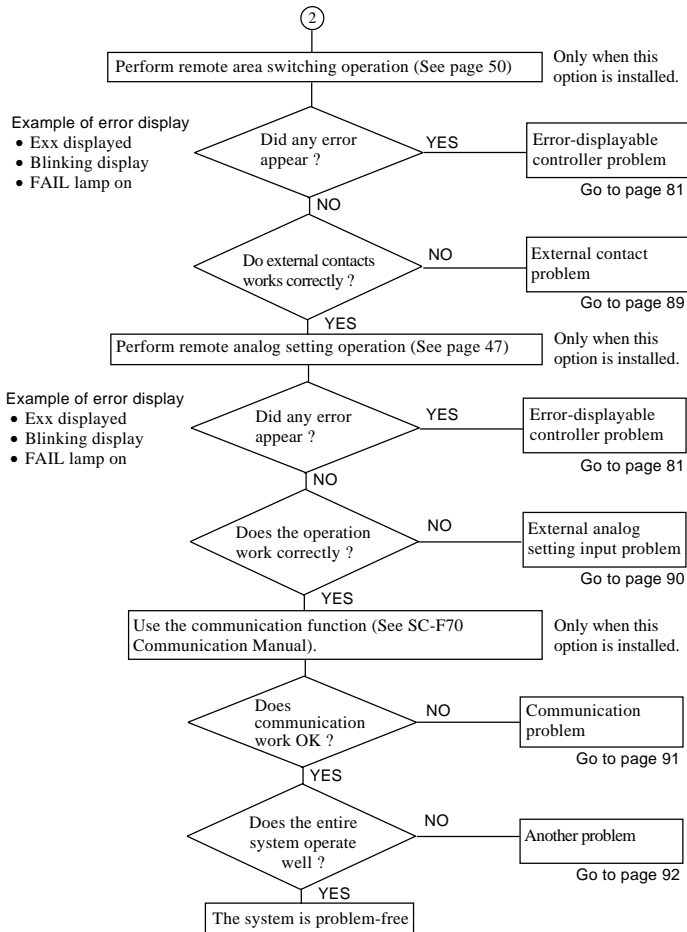 2
Perform remote area switching operation (See page 50)
Only when this
option is installed.
Example of error display
• Exx displayed
• Blinking display
• FAIL lamp on
Did any error
appear ?
YES
Error-displayable
controller problem
Go to page 81
NO
Do external contacts
works correctly ?
NO
External contact
problem
Go to page 89
YES
Perform remote analog setting operation (See page 47)
Only when this
option is installed.
Example of error display
• Exx displayed
• Blinking display
• FAIL lamp on
Did any error
appear ?
YES
Error-displayable
controller problem
Go to page 81
NO
Does the operation
work correctly ?
NO
External analog
setting input problem
Go to page 90
YES
Use the communication function (See SC-F70
Communication Manual).
Only when this
option is installed.
Does
communication
work OK ?
NO
Communication
problem
Go to page 91
YES
Does the entire
system operate
well ?
NO
Another problem
Go to page 92
YES
The system is problem-free